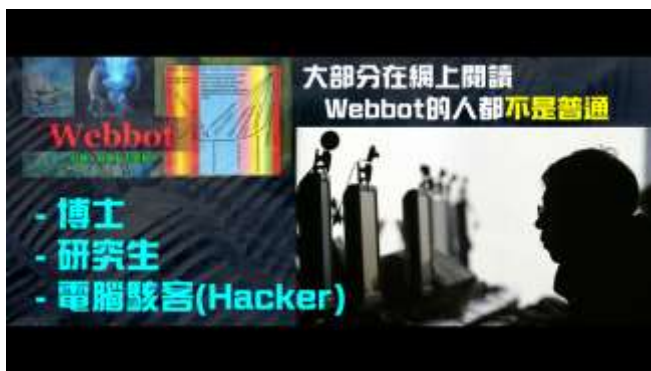 大部分在網上閱讀
Webbot的人都不是普通
Webbot
- 博士
- 研究生
- 電腦駭客(Hacker)